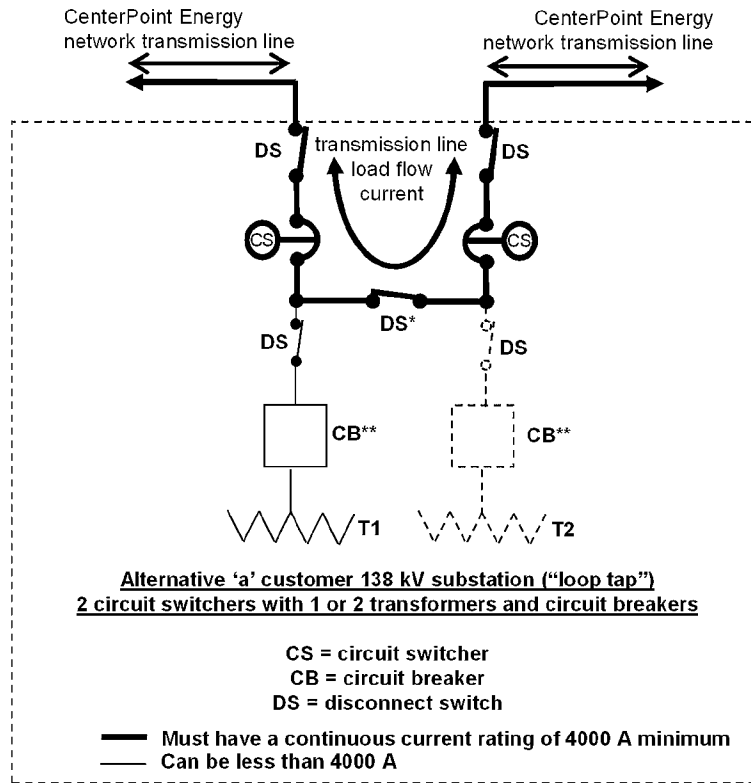 CenterPoint Energy
network transmission line
CenterPoint Energy
network transmission line
DS
transmission line
load flow
current
DS
CS
CS
DS*
DS
DS
CB**
CB**
T1
T2
Alternative ‘a’ customer 138 kV substation (“loop tap”)
2 circuit switchers with 1 or 2 transformers and circuit breakers
CS = circuit switcher
CB = circuit breaker
DS = disconnect switch
Must have a continuous current rating of 4000 A minimum
Can be less than 4000 A